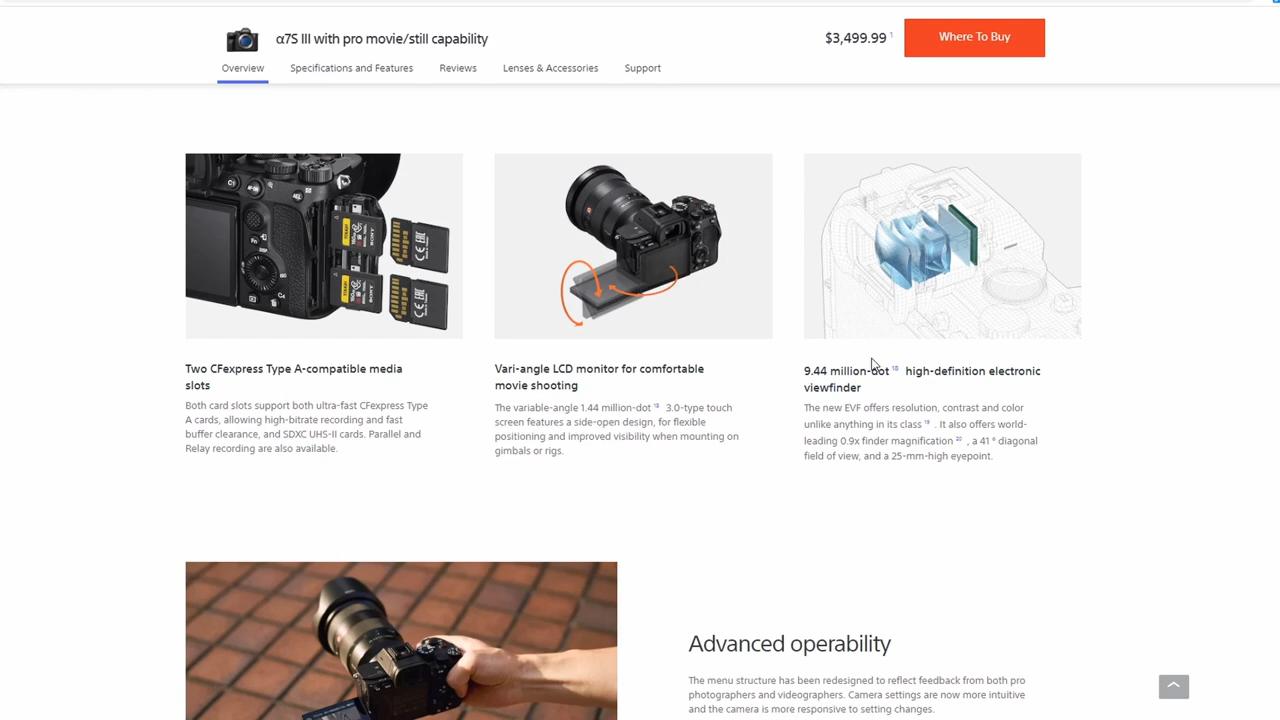 α7S III with pro movie/still capability
$3,499.99 1
Where To Buy
Overview
Specifications and Features
Reviews
Lenses & Accessories
Support
Two CFexpress Type A-compatible media
slots
Both card slots support both ultra-fast CFexpress Type
A cards, allowing high-bitrate recording and fast
buffer clearance, and SDXC UHS-II cards. Parallel and
Relay recording are also available.
Vari-angle LCD monitor for comfortable
movie shooting
The variable-angle 1.44 million-dot 18 3.0-type touch
screen features a side-open design, for flexible
positioning and improved visibility when mounting on
gimbals or rigs.
9.44 million-dot 18 high-definition electronic
viewfinder
The new EVF offers resolution, contrast and color
unlike anything in its class 19 . It also offers world-
leading 0.9x finder magnification 20 , a 41 ° diagonal
field of view, and a 25-mm-high eyepoint.
Advanced operability
The menu structure has been redesigned to reflect feedback from both pro
photographers and videographers. Camera settings are now more intuitive
and the camera is more responsive to setting changes.